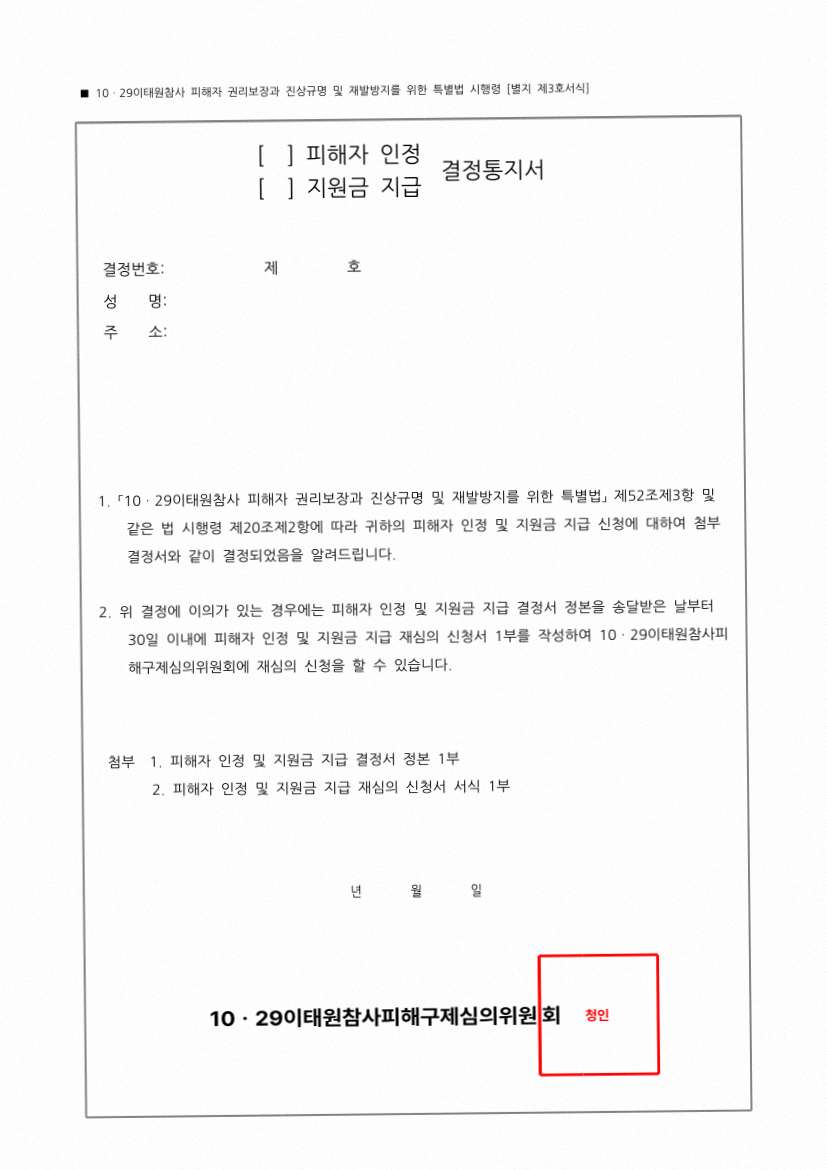 ■ 10ㆍ29이태원참사 피해자 권리보장과 진상규명 및 재발방지를 위한 특별법 시행령 [별지 제3호서식]
[ ] 피해자 인정
결정통지서
[ ] 지원금 지급
결정번호: 제 호
성 명:
주 소:
1.「10ㆍ29이태원참사 피해자 권리보장과 진상규명 및 재발방지를 위한 특별법」 제52조제3항 및
같은 법 시행령 제20조제2항에 따라 귀하의 피해자 인정 및 지원금 지급 신청에 대하여 첨부
결정서와 같이 결정되었음을 알려드립니다.
2. 위 결정에 이의가 있는 경우에는 피해자 인정 및 지원금 지급 결정서 정본을 송달받은 날부터
30일 이내에 피해자 인정 및 지원금 지급 재심의 신청서 1부를 작성하여 10ㆍ29이태원참사피
해구제심의위원회에 재심의 신청을 할 수 있습니다.
첨부 1. 피해자 인정 및 지원금 지급 결정서 정본 1부
2. 피해자 인정 및 지원금 지급 재심의 신청서 서식 1부
년 월 일
10ㆍ29이태원참사피해구제심의위원회 청인